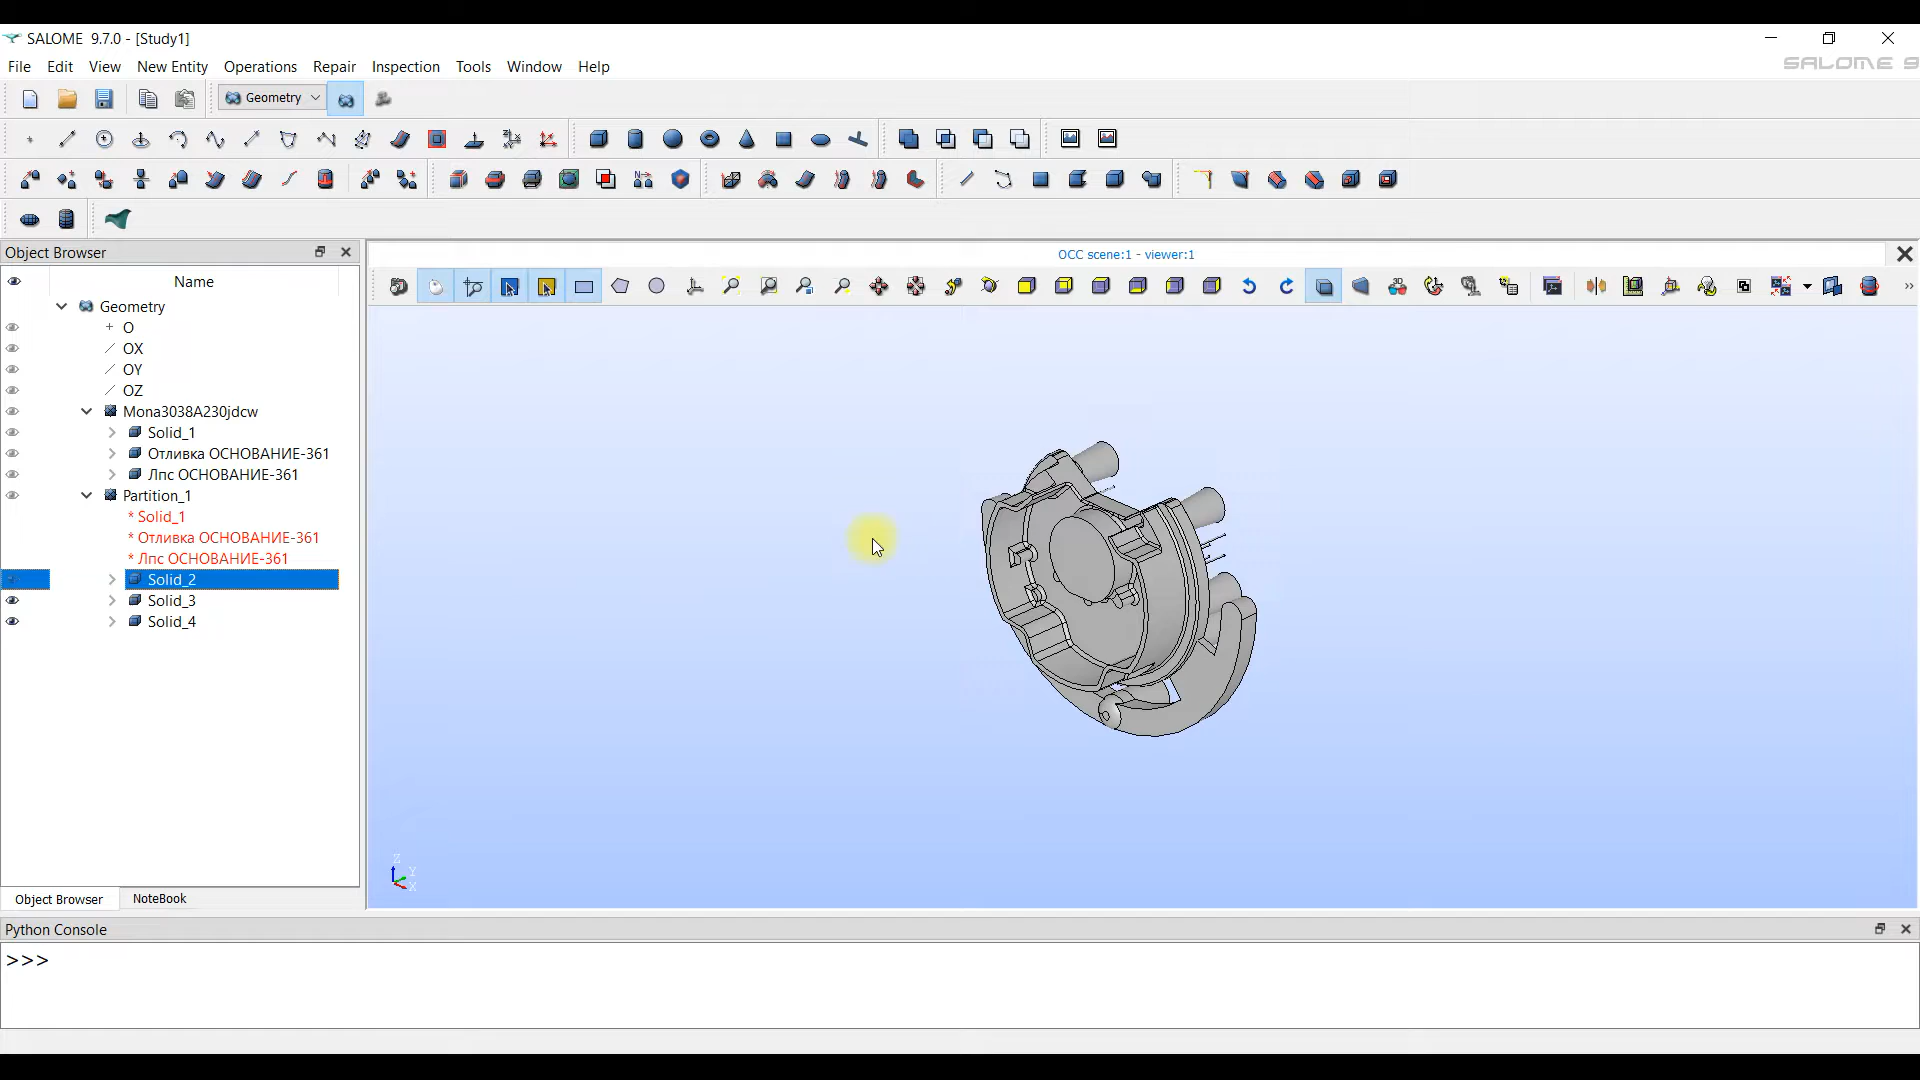 SALOME 9.7.0 - [Study1]
File Edit View New Entity Operations Repair Inspection Tools Window Help
SALOME 9
Geometry
Object Browser
OCC scene:1 - viewer:1
Name
Geometry
O
OX
OY
OZ
Mona3038A230jdcw
Solid_1
Отливка ОСНОВАНИЕ-361
Лпс ОСНОВАНИЕ-361
Partition_1
* Solid_1
* Отливка ОСНОВАНИЕ-361
* Лпс ОСНОВАНИЕ-361
Solid_2
Solid_3
Solid_4
Z
Y
X
Object Browser NoteBook
Python Console
>>>